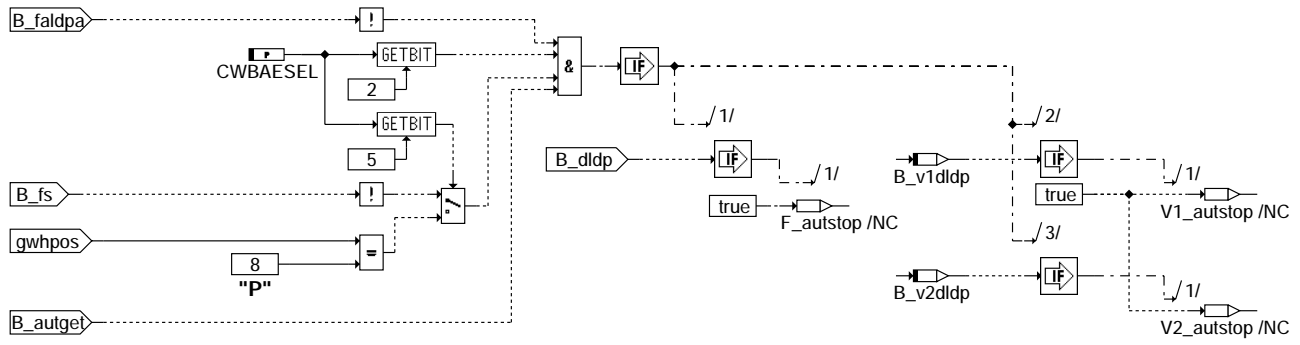 B_faldpa
!
P
CWBAESEL
GETBIT
2
&
IF
GETBIT
5
/1/
/2/
B_dldp
IF
/1/
B_v1dldp
IF
/1/
B_fs
!
true
F_autstop /NC
true
V1_autstop /NC
gwhpos
=
8
"P"
/3/
B_v2dldp
IF
/1/
B_autget
V2_autstop /NC